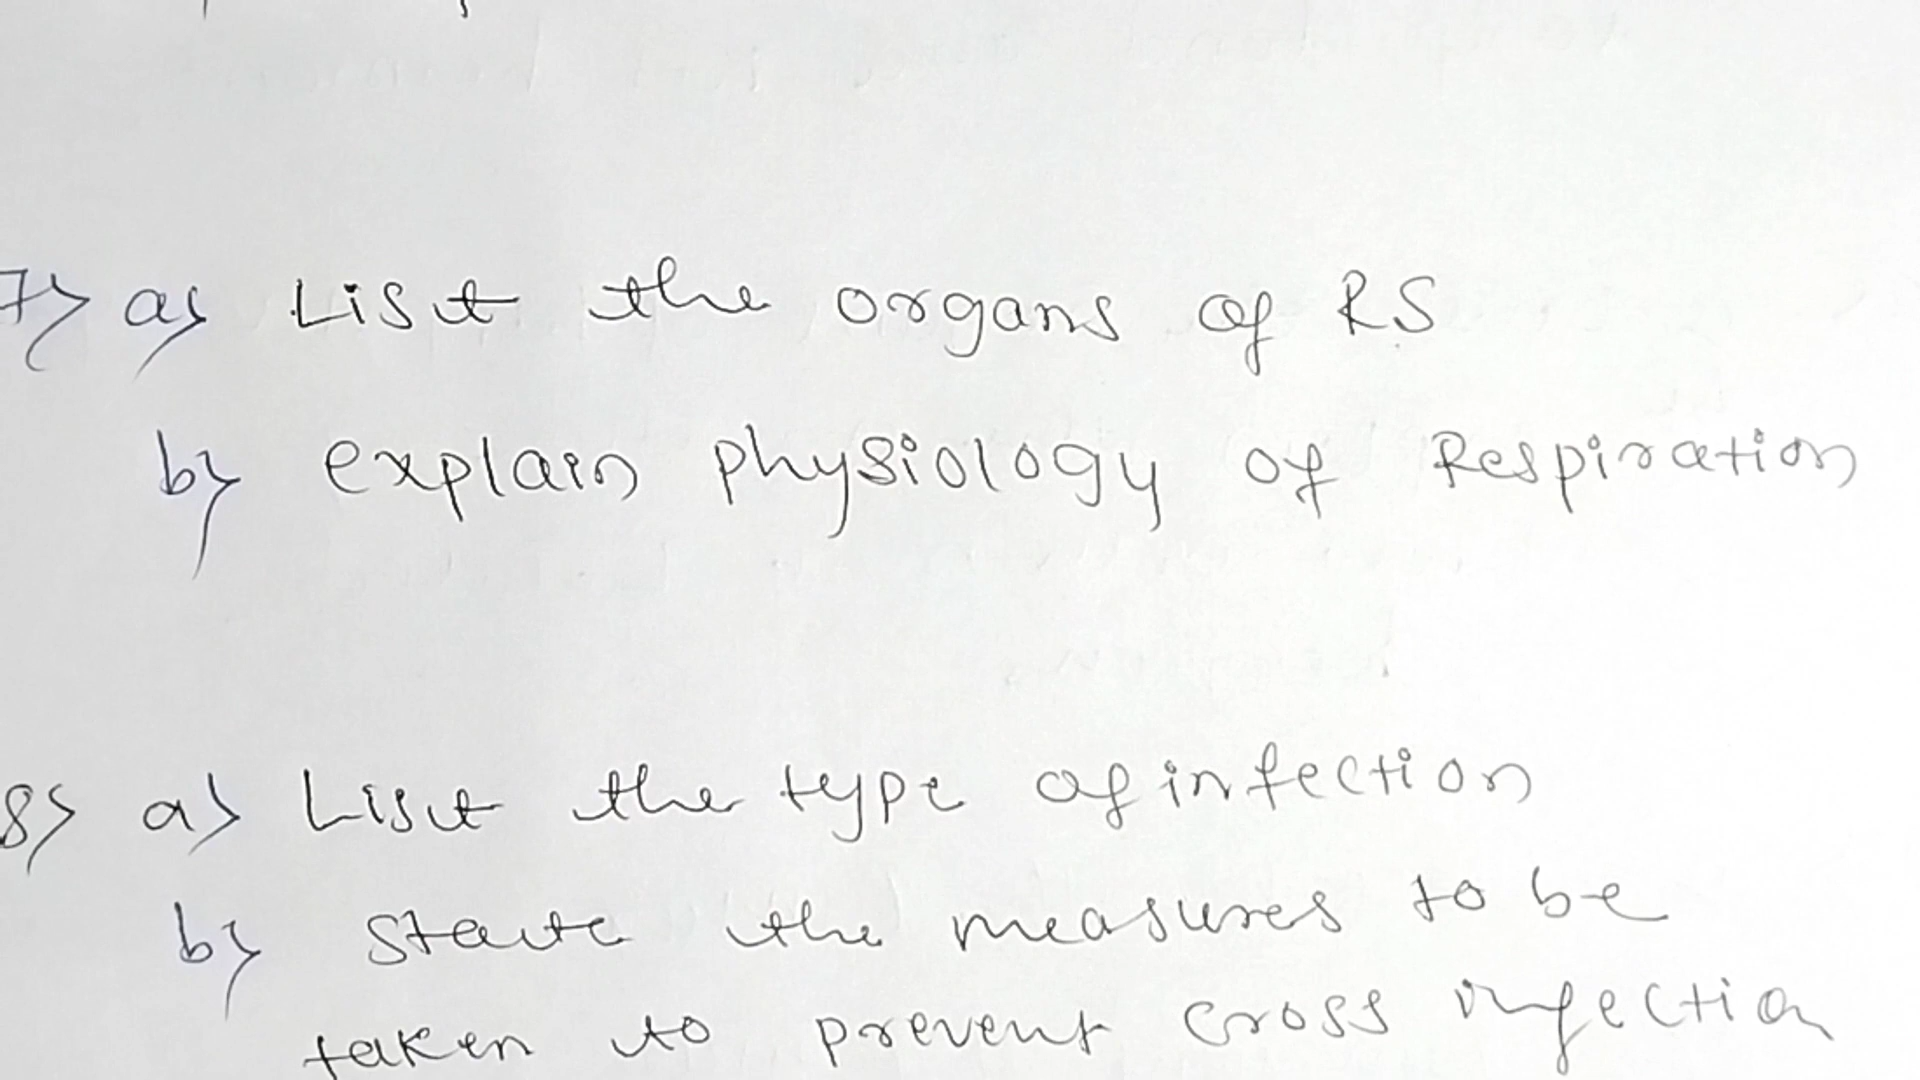 7) a) List the organs of RS
b) explain physiology of Respiration
8) a) List the type of infection
b) State the measures to be
taken to prevent cross infection